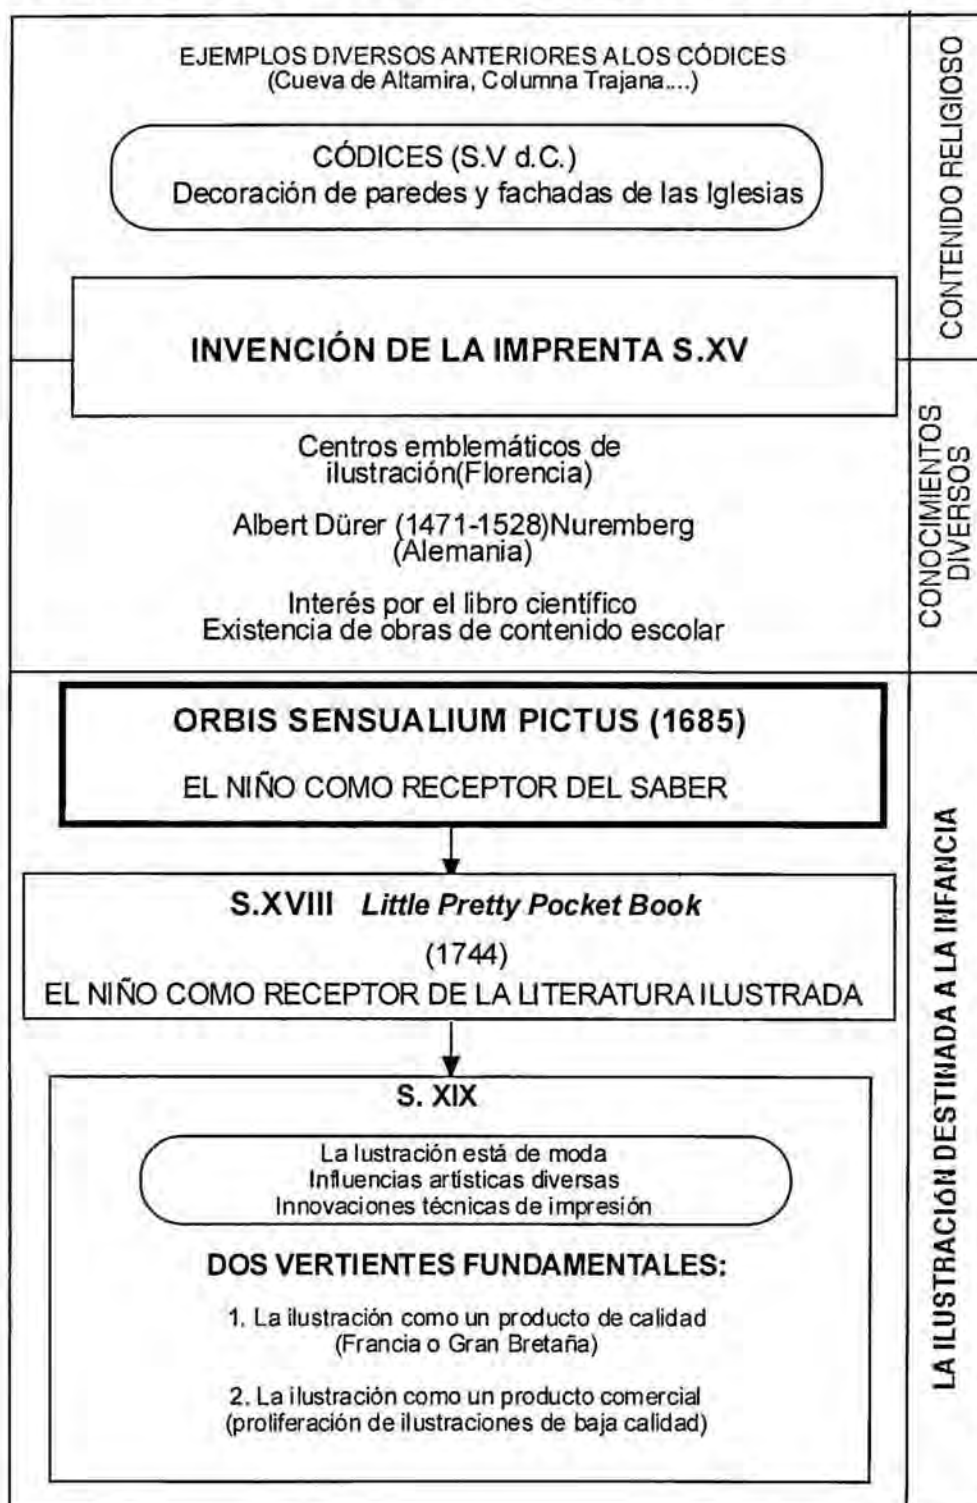 EJEMPLOS DIVERSOS ANTERIORES A LOS CÓDICES
(Cueva de Altamira, Columna Trajana....)
CÓDICES (S.V d.C.)
Decoración de paredes y fachadas de las Iglesias
CONTENIDO RELIGIOSO
INVENCIÓN DE LA IMPRENTA S.XV
Centros emblemáticos de
ilustración(Florencia)
Albert Dürer (1471-1528)Nuremberg
(Alemania)
Interés por el libro científico
Existencia de obras de contenido escolar
CONOCIMIENTOS
DIVERSOS
ORBIS SENSUALIUM PICTUS (1685)
EL NIÑO COMO RECEPTOR DEL SABER
S.XVIII Little Pretty Pocket Book
(1744)
EL NIÑO COMO RECEPTOR DE LA LITERATURA ILUSTRADA
S. XIX
La lustración está de moda
Influencias artísticas diversas
Innovaciones técnicas de impresión
DOS VERTIENTES FUNDAMENTALES:
1. La ilustración como un producto de calidad
(Francia o Gran Bretaña)
2. La ilustración como un producto comercial
(proliferación de ilustraciones de baja calidad)
LA ILUSTRACIÓN DESTINADA A LA INFANCIA